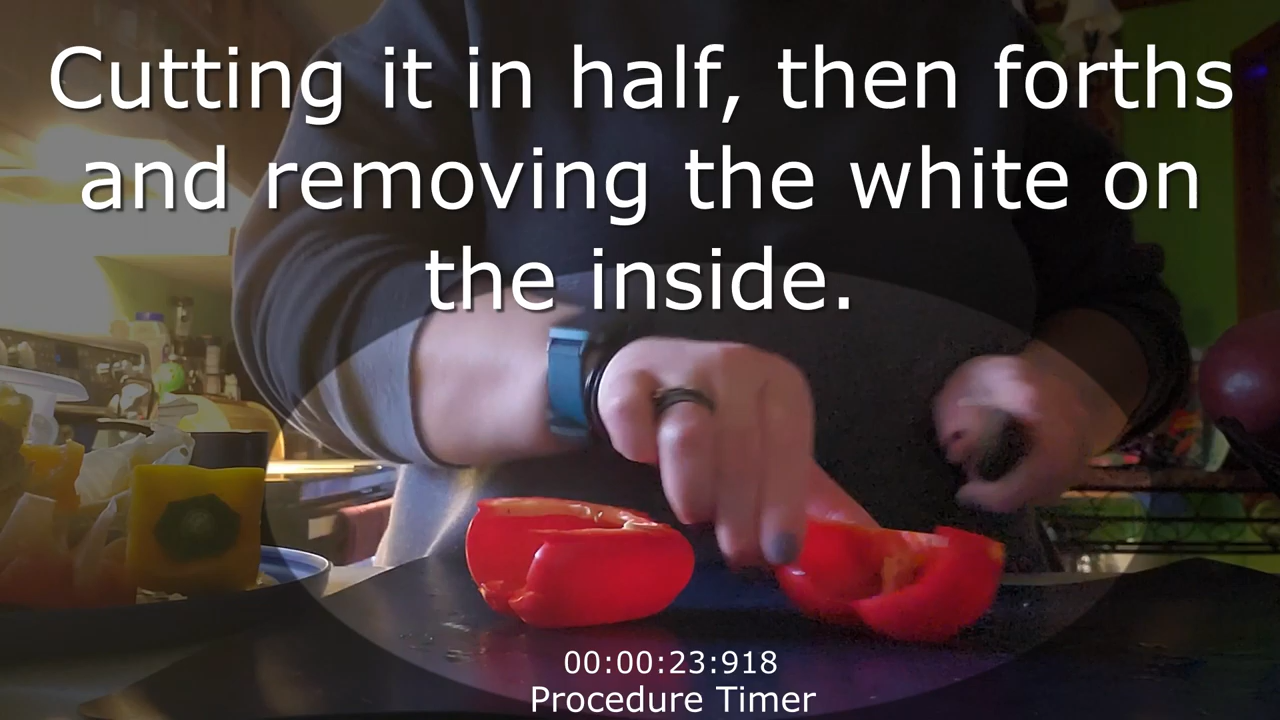 Cutting it in half, then forths
and removing the white on
the inside.
00:00:23:918
Procedure Timer